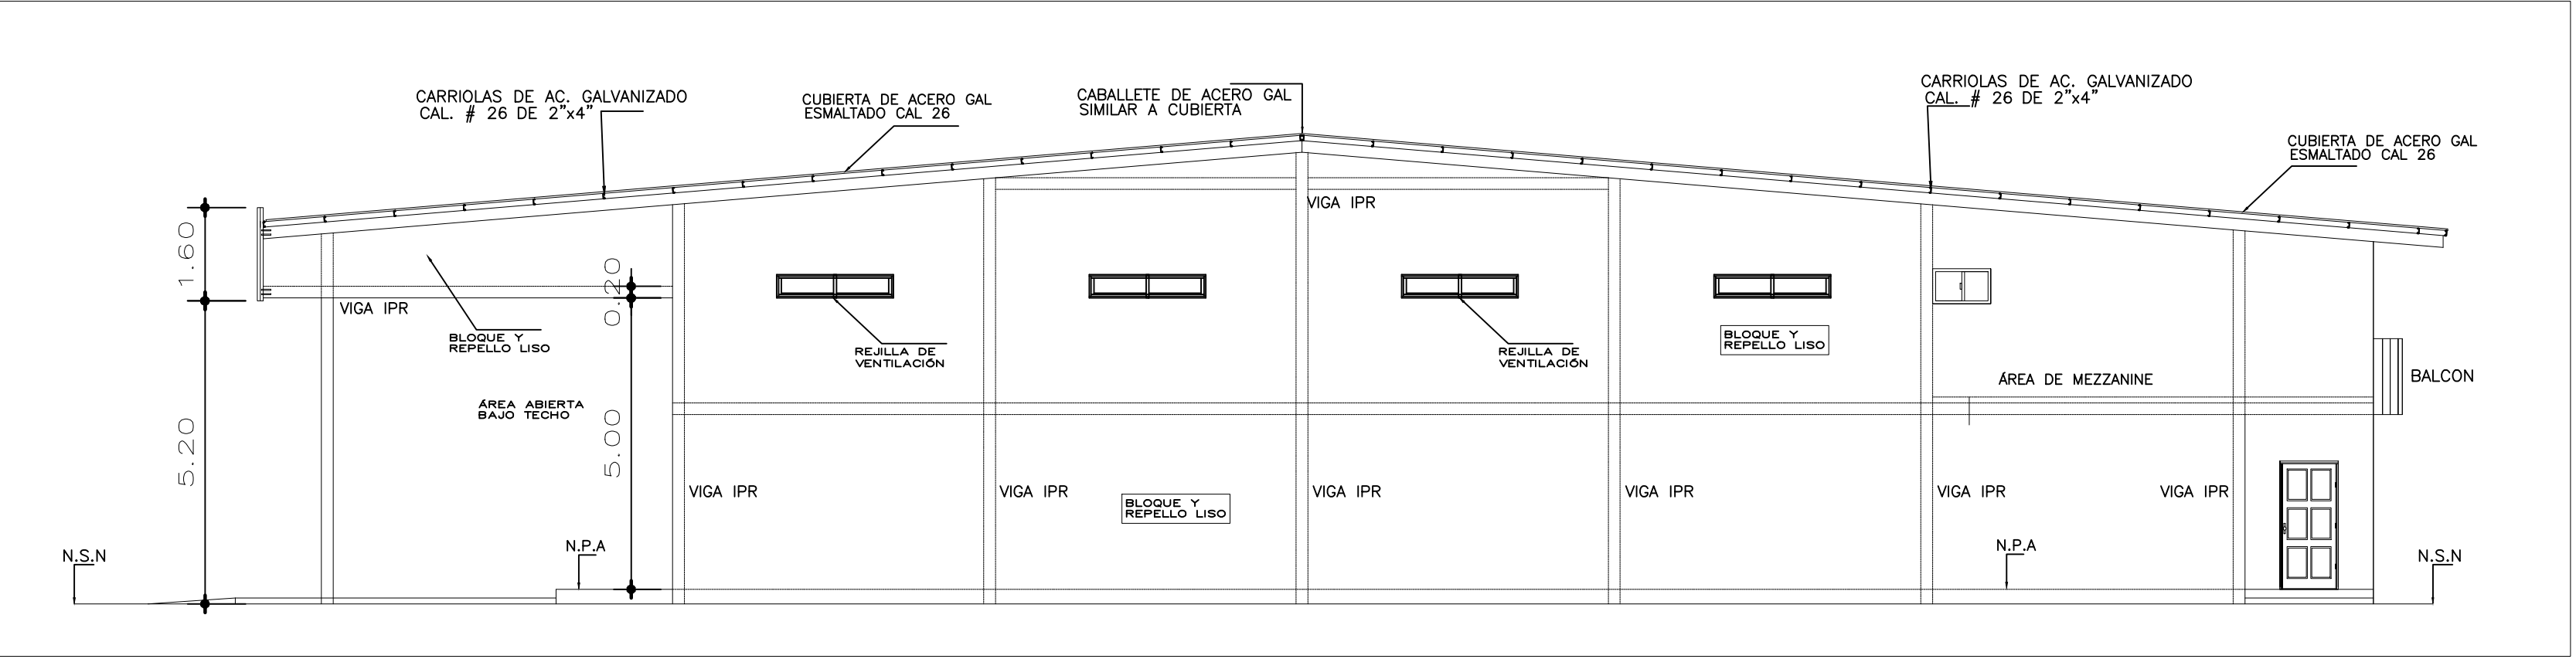 CARRIOLAS DE AC. GALVANIZADO
CAL. # 26 DE 2"x4"
CUBIERTA DE ACERO GAL
ESMALTADO CAL 26
CABALLETE DE ACERO GAL
SIMILAR A CUBIERTA
CARRIOLAS DE AC. GALVANIZADO
CAL. # 26 DE 2"x4"
CUBIERTA DE ACERO GAL
ESMALTADO CAL 26
1.60
VIGA IPR
0.20
VIGA IPR
BLOQUE Y
REPELLO LISO
REJILLA DE
VENTILACIÓN
REJILLA DE
VENTILACIÓN
BLOQUE Y
REPELLO LISO
ÁREA DE MEZZANINE
BALCON
ÁREA ABIERTA
BAJO TECHO
5.20
5.00
VIGA IPR
VIGA IPR
BLOQUE Y
REPELLO LISO
VIGA IPR
VIGA IPR
VIGA IPR
VIGA IPR
N.S.N
N.P.A
N.P.A
N.S.N